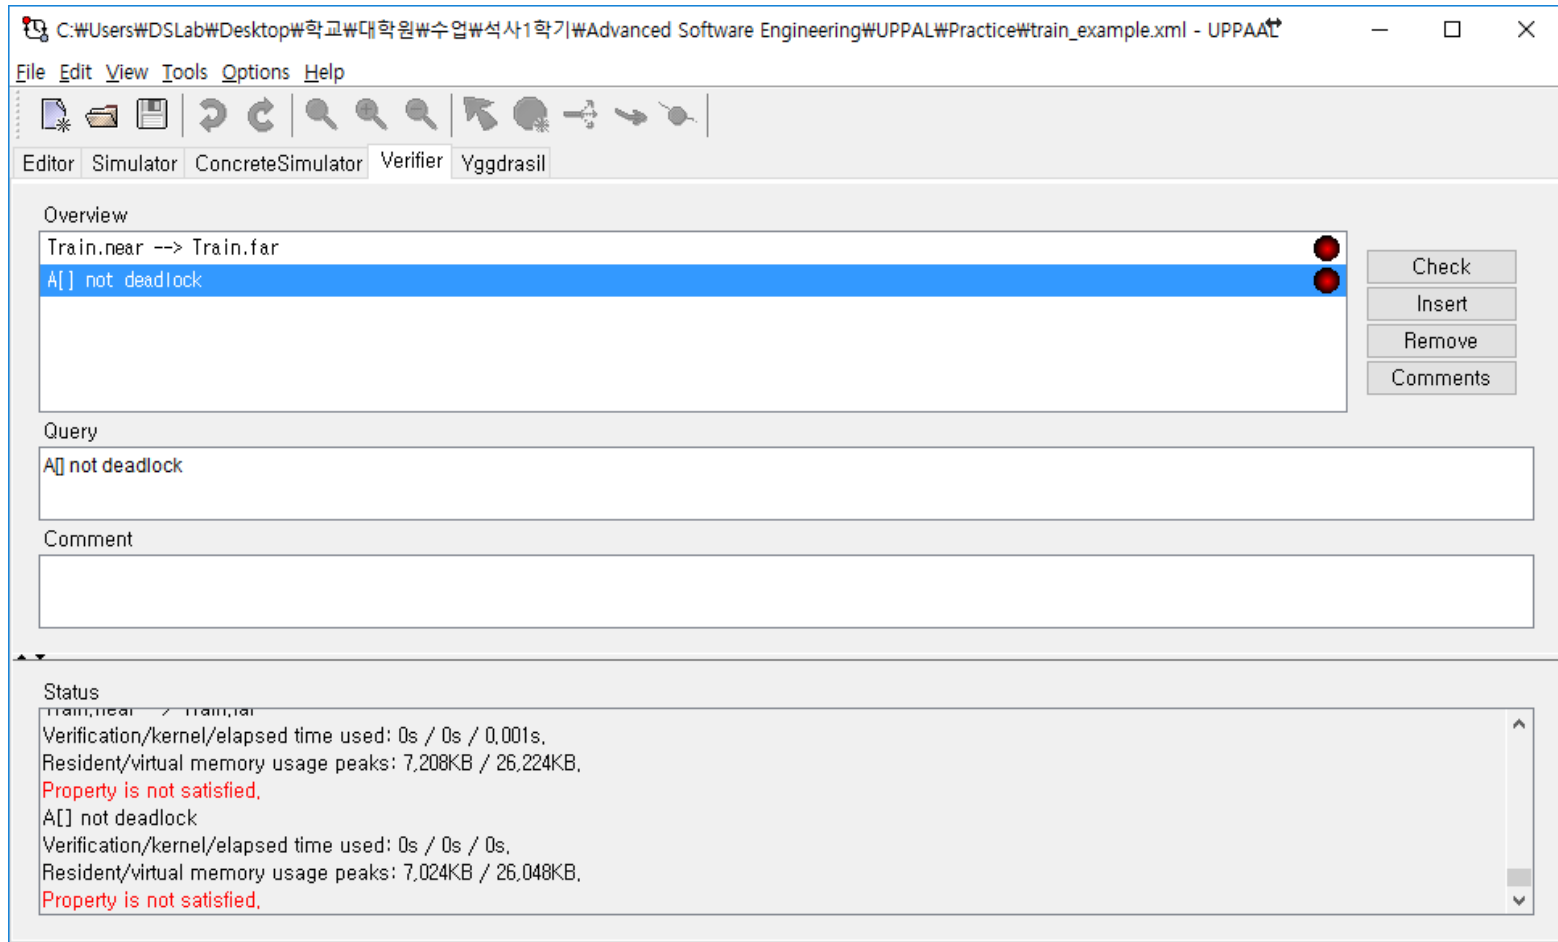 C:₩Users₩DSLab₩Desktop₩학교₩대학원₩수업₩석사1학기₩Advanced Software Engineering₩UPPAL₩Practice₩train_example.xml - UPPAAL
File Edit View Tools Options Help
Editor Simulator ConcreteSimulator Verifier Yggdrasil
Overview
Train.near --> Train.far
A[] not deadlock
Check
Insert
Remove
Comments
Query
A[] not deadlock
Comment
Status
Train.near --> Train.far
Verification/kernel/elapsed time used: 0s / 0s / 0,001s,
Resident/virtual memory usage peaks: 7,208KB / 26,224KB,
Property is not satisfied,
A[] not deadlock
Verification/kernel/elapsed time used: 0s / 0s / 0s,
Resident/virtual memory usage peaks: 7,024KB / 26,048KB,
Property is not satisfied,